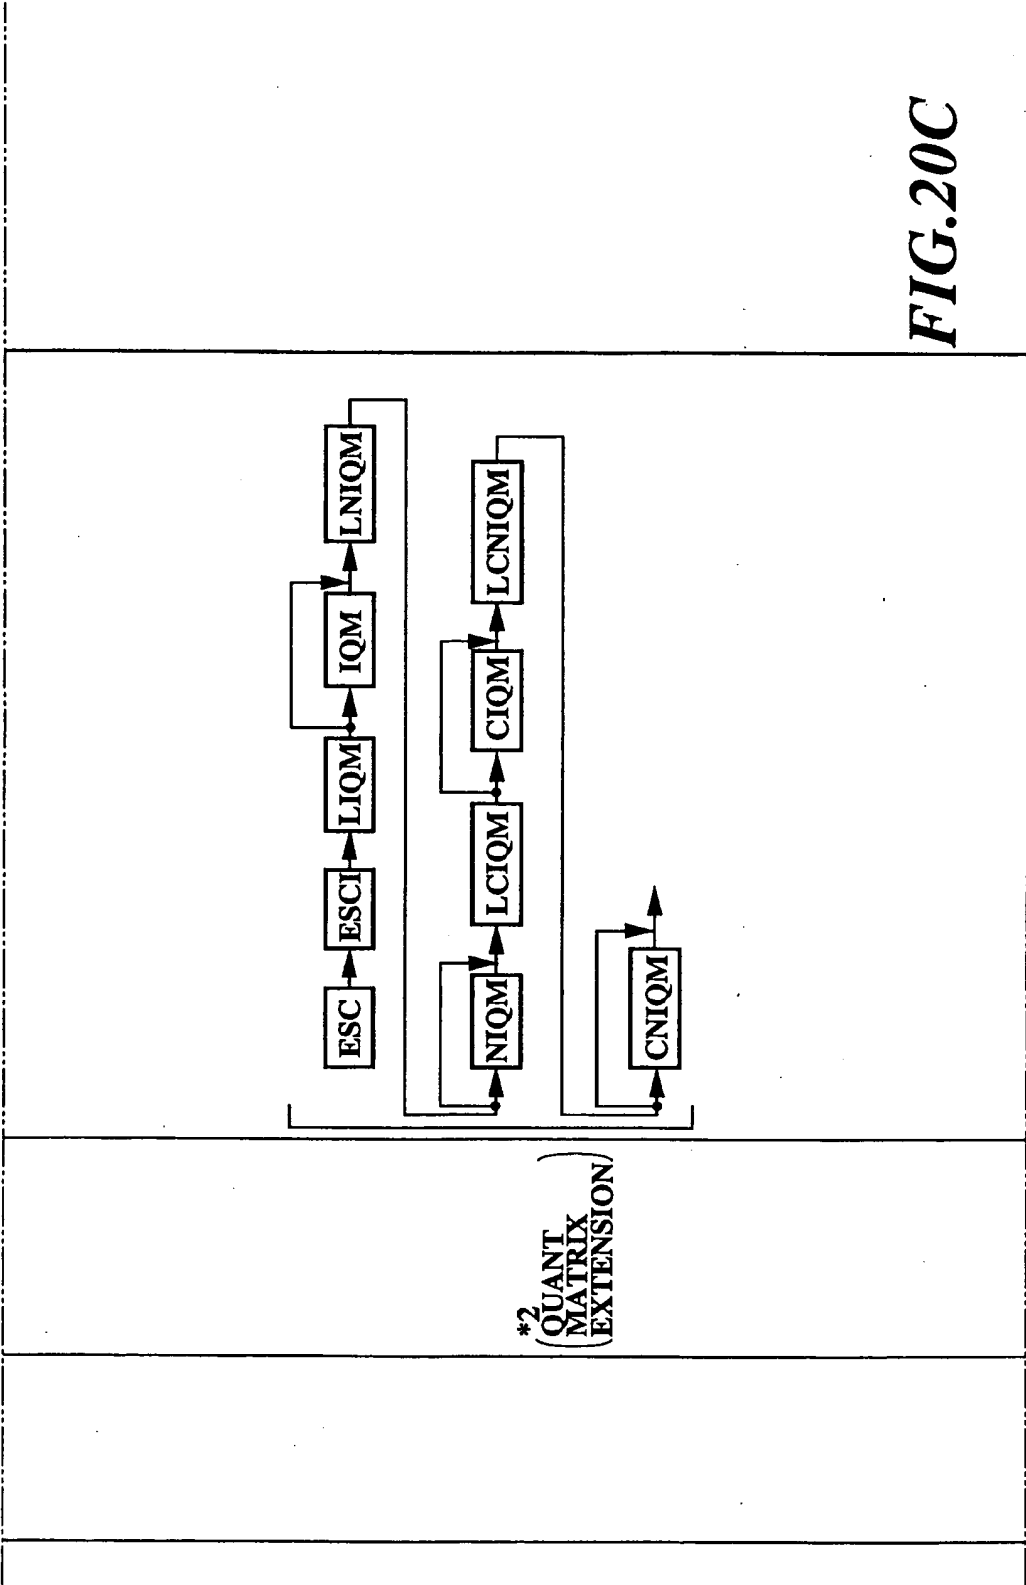 *2
(QUANT
MATRIX
EXTENSION)
ESC
ESCI
LIQM
IQM
LNIQM
NIQM
LCIQM
CIQM
LCNIQM
CNIQM
FIG.20C